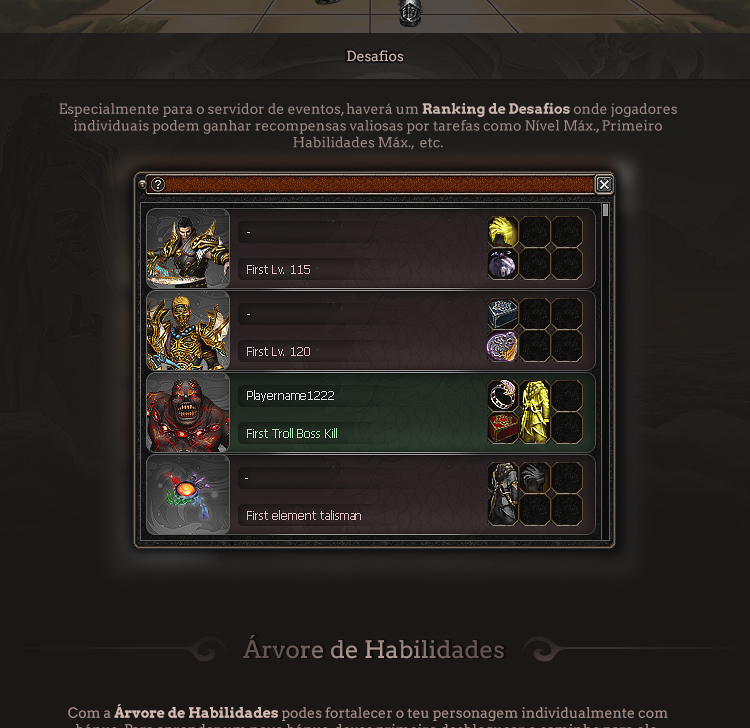 Desafios
Especialmente para o servidor de eventos, haverá um Ranking de Desafios onde jogadores
individuais podem ganhar recompensas valiosas por tarefas como Nível Máx., Primeiro
Habilidades Máx., etc.
?
-
First Lv. 115
-
First Lv. 120
Playername1222
First Troll Boss Kill
-
First element talisman
Árvore de Habilidades
Com a Árvore de Habilidades podes fortalecer o teu personagem individualmente com